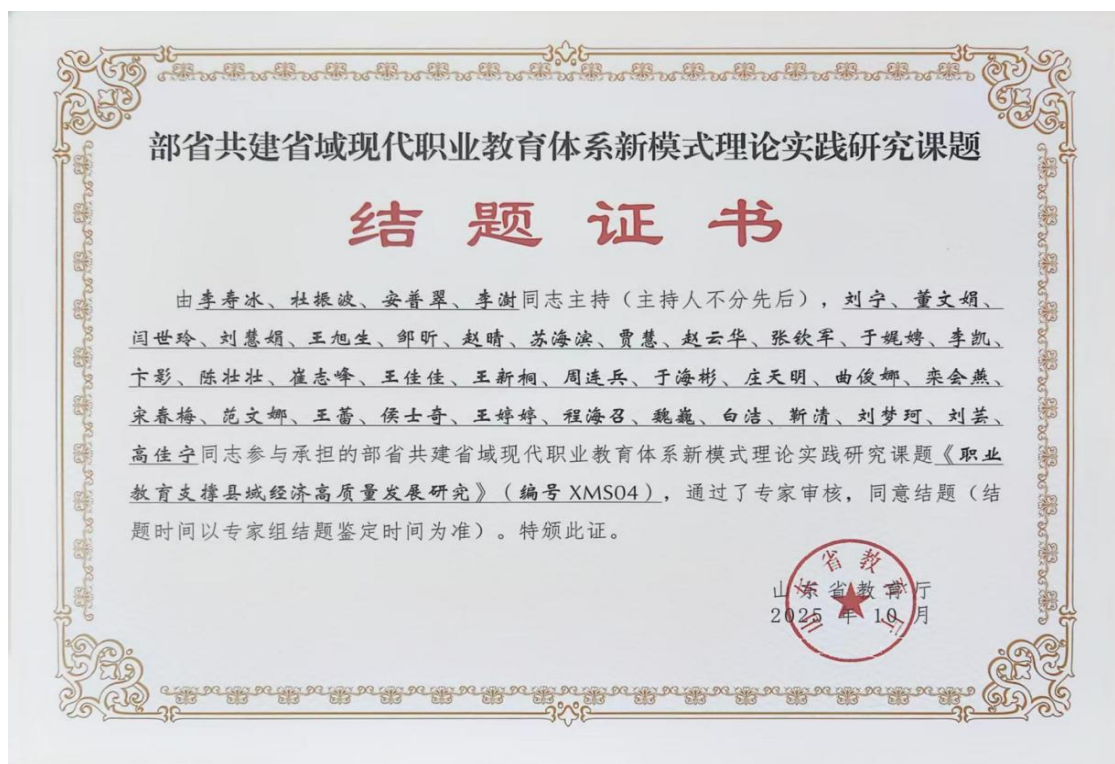 部省共建省域现代职业教育体系新模式理论实践研究课题
结题证书
由李寿冰、杜振波、安普翠、李澍同志主持（主持人不分先后），刘宁、董文娟、
闫世玲、刘慧娟、王旭生、邹昕、赵晴、苏海滨、贾慧、赵云华、张钦军、于娓娉、李凯、
卞影、陈壮壮、崔志峰、王佳佳、王新桐、周连兵、于海彬、庄天明、曲俊娜、栾会燕、
宋春梅、范文娜、王蕾、侯士奇、王婷婷、程海召、魏巍、白洁、靳清、刘梦珂、刘芸、
高佳宁同志参与承担的部省共建省域现代职业教育体系新模式理论实践研究课题《职业
教育支撑县域经济高质量发展研究》（编号 XMS04），通过了专家审核，同意结题（结
题时间以专家组结题鉴定时间为准）。特颁此证。
山东省教育厅
2025 年 10 月
山东省教育厅